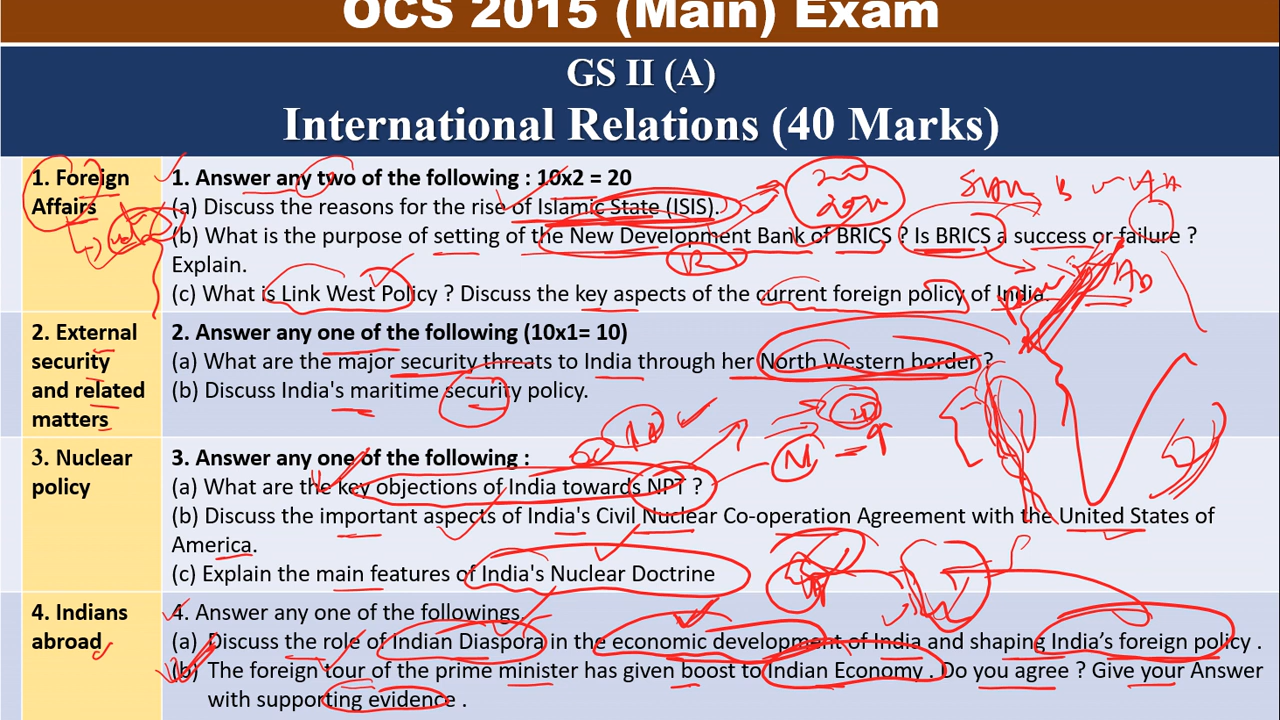 OCS 2015 (Main) Exam
GS II (A)
International Relations (40 Marks)
1. Foreign Affairs
1. Answer any two of the following : 10x2 = 20
(a) Discuss the reasons for the rise of Islamic State (ISIS).
(b) What is the purpose of setting of the New Development Bank of BRICS ? Is BRICS a success or failure ?
Explain.
(c) What is Link West Policy ? Discuss the key aspects of the current foreign policy of India.
2. External security and related matters
2. Answer any one of the following (10x1= 10)
(a) What are the major security threats to India through her North Western border ?
(b) Discuss India's maritime security policy.
3. Nuclear policy
3. Answer any one of the following :
(a) What are the key objections of India towards NPT ?
(b) Discuss the important aspects of India's Civil Nuclear Co-operation Agreement with the United States of
America.
(c) Explain the main features of India's Nuclear Doctrine
4. Indians abroad
4. Answer any one of the followings.
(a) Discuss the role of Indian Diaspora in the economic development of India and shaping India's foreign policy .
(b) The foreign tour of the prime minister has given boost to Indian Economy . Do you agree ? Give your Answer
with supporting evidence .